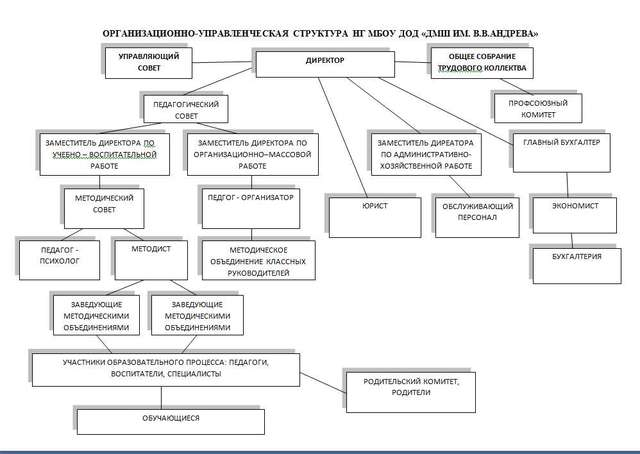 ОРГАНИЗАЦИОННО-УПРАВЛЕНЧЕСКАЯ СТРУКТУРА НГ МБОУ ДОД «ДМШ ИМ. В.В.АНДРЕВА»
УПРАВЛЯЮЩИЙ
СОВЕТ
ДИРЕКТОР
ОБЩЕЕ СОБРАНИЕ
ТРУДОВОГО КОЛЛЕКТВА
ПЕДАГОГИЧЕСКИЙ
СОВЕТ
ПРОФСОЮЗНЫЙ
КОМИТЕТ
ЗАМЕСТИТЕЛЬ ДИРЕКТОРА ПО
УЧЕБНО – ВОСПИТАТЕЛЬНОЙ
РАБОТЕ
ЗАМЕСТИТЕЛЬ ДИРЕКТОРА ПО
ОРГАНИЗАЦИОННО–МАССОВОЙ
РАБОТЕ
ЗАМЕСТИТЕЛЬ ДИРЕАТОРА
ПО АДМИНИСТРАТИВНО-
ХОЗЯЙСТВЕННОЙ РАБОТЕ
ГЛАВНЫЙ БУХГАЛТЕР
МЕТОДИЧЕСКИЙ
СОВЕТ
ПЕДГОГ - ОРГАНИЗАТОР
ЮРИСТ
ОБСЛУЖИВАЮЩИЙ
ПЕРСОНАЛ
ЭКОНОМИСТ
ПЕДАГОГ -
ПСИХОЛОГ
МЕТОДИСТ
МЕТОДИЧЕСКОЕ
ОБЪЕДИНЕНИЕ КЛАССНЫХ
РУКОВОДИТЕЛЕЙ
БУХГАЛТЕРИЯ
ЗАВЕДУЮЩИЕ
МЕТОДИЧЕСКИМИ
ОБЪЕДИНЕНИЯМИ
ЗАВЕДУЮЩИЕ
МЕТОДИЧЕСКИМИ
ОБЪЕДИНЕНИЯМИ
УЧАСТНИКИ ОБРАЗОВАТЕЛЬНОГО ПРОЦЕССА: ПЕДАГОГИ,
ВОСПИТАТЕЛИ, СПЕЦИАЛИСТЫ
РОДИТЕЛЬСКИЙ КОМИТЕТ,
РОДИТЕЛИ
ОБУЧАЮЩИЕСЯ